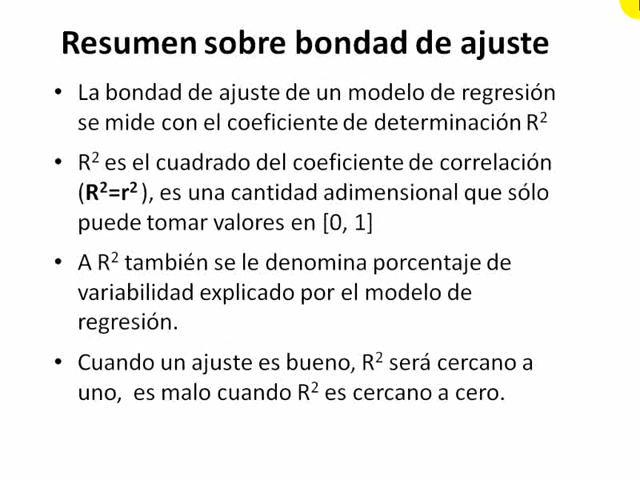 Resumen sobre bondad de ajuste
• La bondad de ajuste de un modelo de regresión
se mide con el coeficiente de determinación R²
• R² es el cuadrado del coeficiente de correlación
(R²=r² ), es una cantidad adimensional que sólo
puede tomar valores en [0, 1]
• A R² también se le denomina porcentaje de
variabilidad explicado por el modelo de
regresión.
• Cuando un ajuste es bueno, R² será cercano a
uno,  es malo cuando R² es cercano a cero.